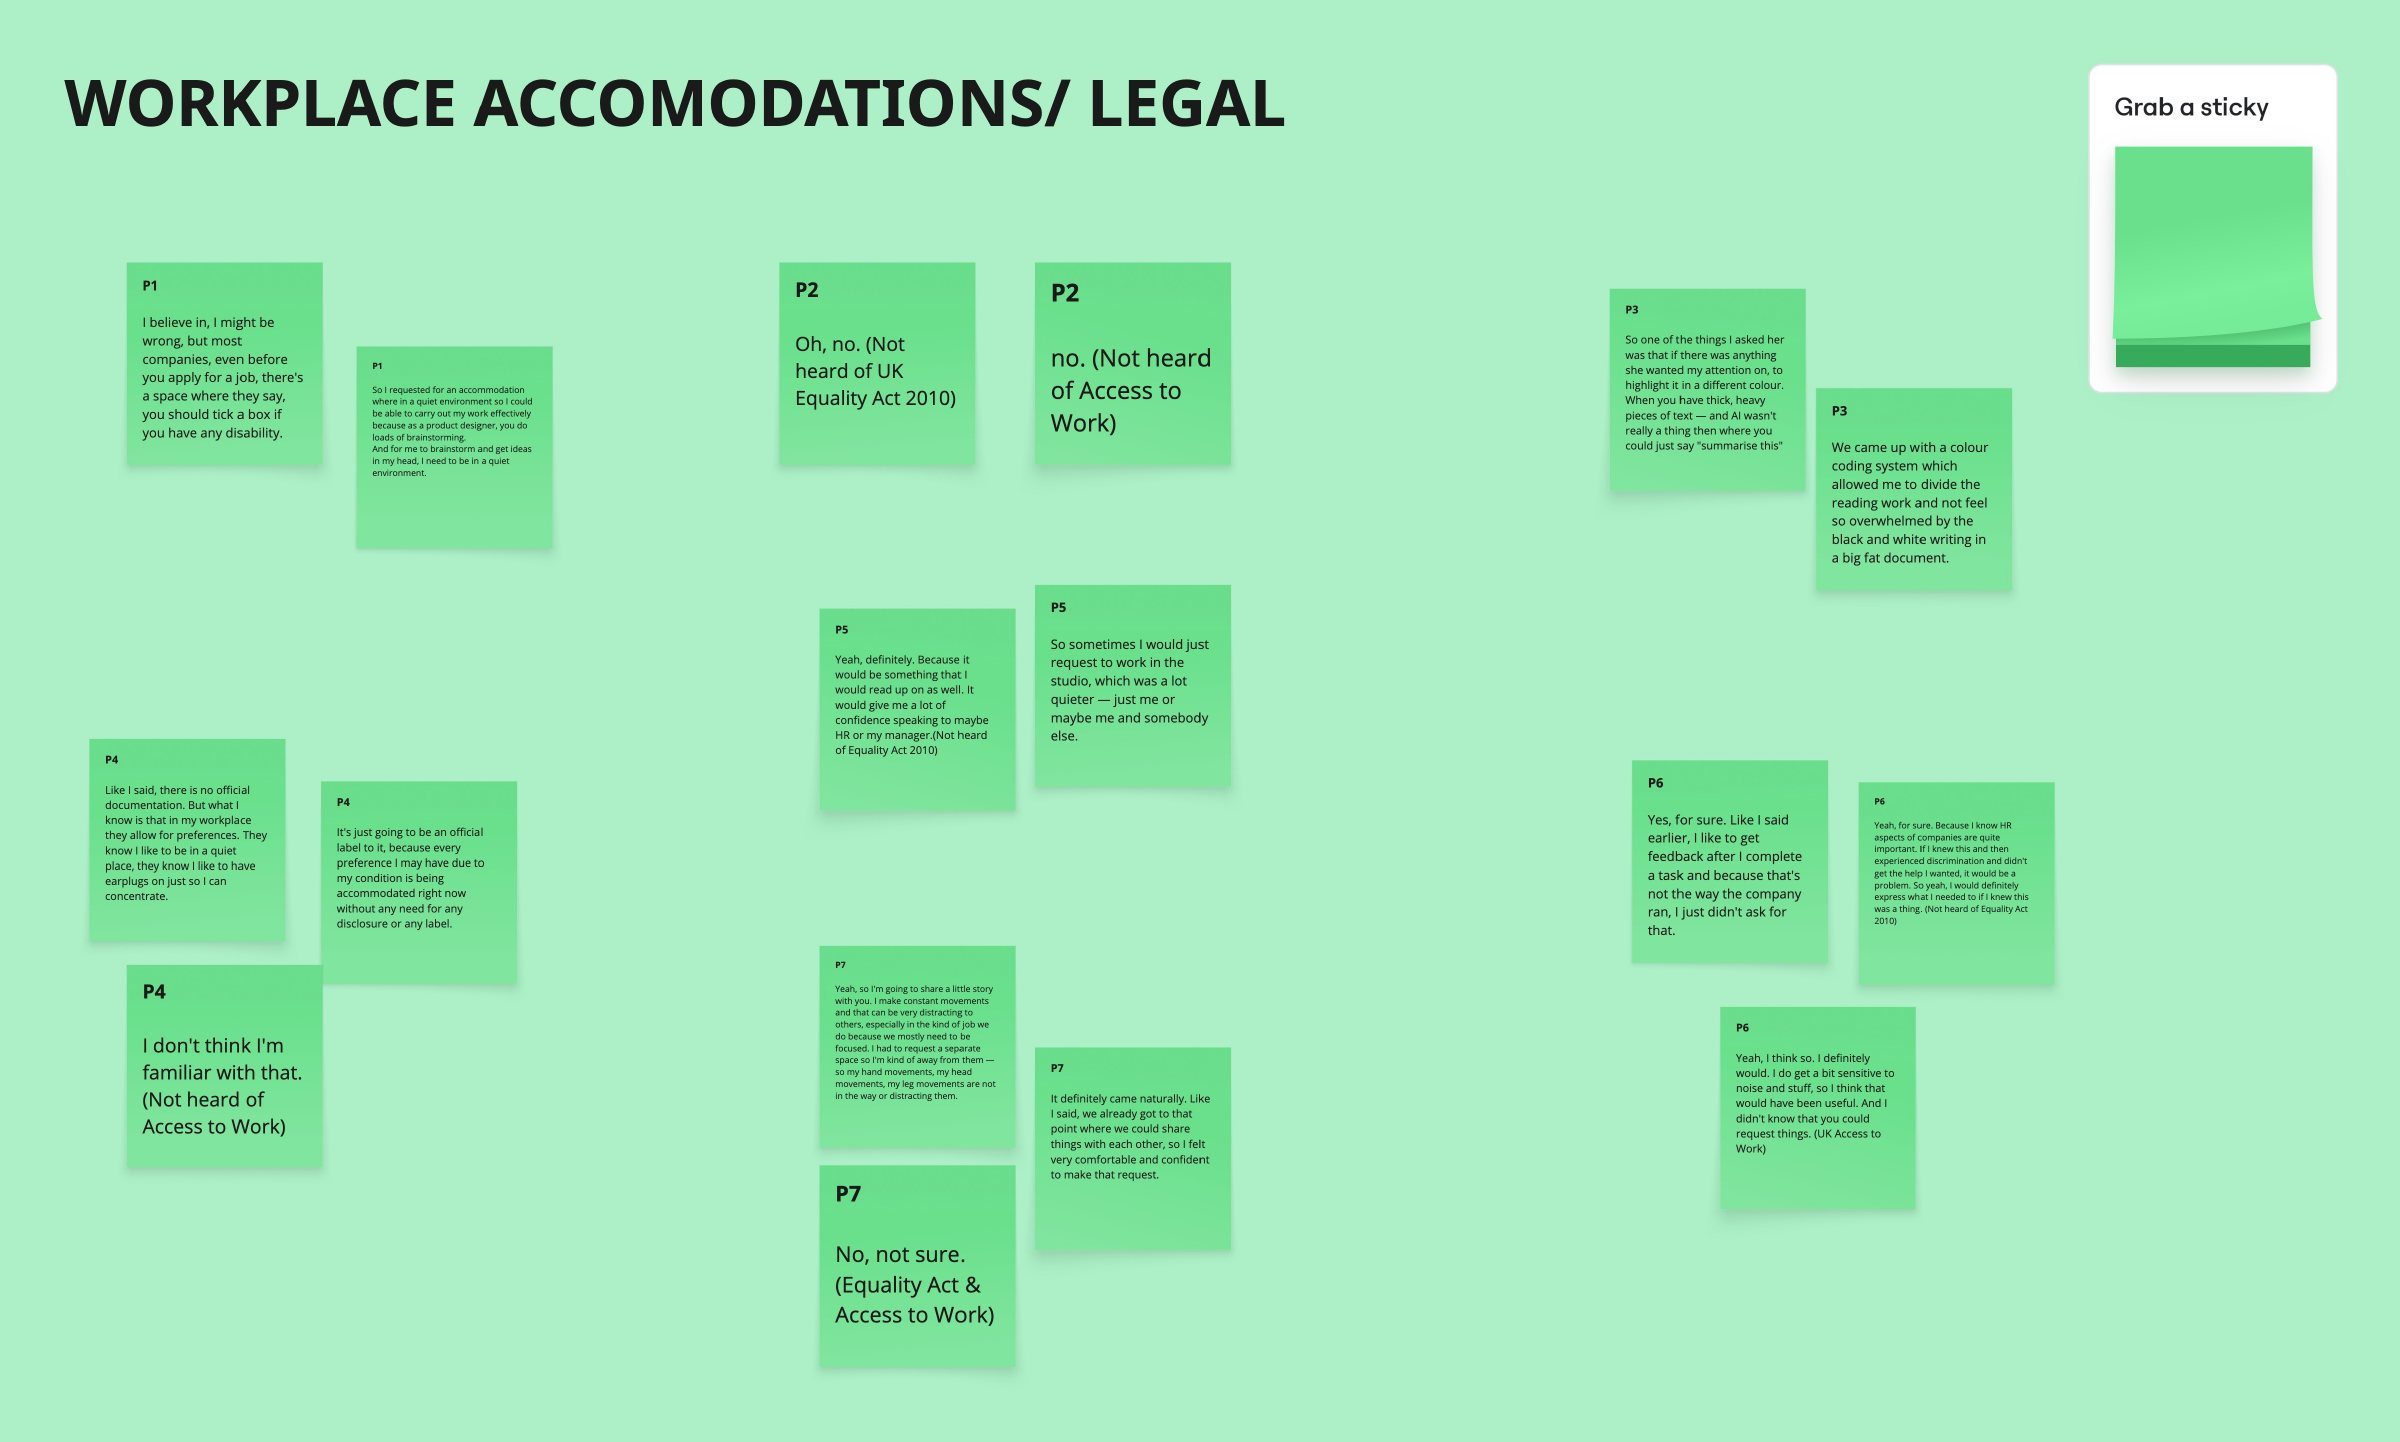 WORKPLACE ACCOMODATIONS/ LEGAL
Grab a sticky
P1
I believe in, I might be
wrong, but most
companies, even before
you apply for a job, there's
a space where they say,
you should tick a box if
you have any disability.
P1
So I requested for an accommodation
where in a quiet environment so I could
be able to carry out my work effectively
because as a product designer, you do
loads of brainstorming.
And for me to brainstorm and get ideas
in my head, I need to be in a quiet
environment.
P2
Oh, no. (Not
heard of UK
Equality Act 2010)
P2
no. (Not heard
of Access to
Work)
P3
So one of the things I asked her
was that if there was anything
she wanted my attention on, to
highlight it in a different colour.
When you have thick, heavy
pieces of text — and AI wasn't
really a thing then where you
could just say "summarise this"
P3
We came up with a colour
coding system which
allowed me to divide the
reading work and not feel
so overwhelmed by the
black and white writing in
a big fat document.
P4
Like I said, there is no official
documentation. But what I
know is that in my workplace
they allow for preferences. They
know I like to be in a quiet
place, they know I like to have
earplugs on just so I can
concentrate.
P4
It's just going to be an official
label to it, because every
preference I may have due to
my condition is being
accommodated right now
without any need for any
disclosure or any label.
P4
I don't think I'm
familiar with that.
(Not heard of
Access to Work)
P5
Yeah, definitely. Because it
would be something that I
would read up on as well. It
would give me a lot of
confidence speaking to maybe
HR or my manager.(Not heard
of Equality Act 2010)
P5
So sometimes I would just
request to work in the
studio, which was a lot
quieter — just me or
maybe me and somebody
else.
P6
Yes, for sure. Like I said
earlier, I like to get
feedback after I complete
a task and because that's
not the way the company
ran, I just didn't ask for
that.
P6
Yeah, for sure. Because I know HR
aspects of companies are quite
important. If I knew this and then
experienced discrimination and didn't
get the help I wanted, it would be a
problem. So yeah, I would definitely
express what I needed to if I knew this
was a thing. (Not heard of Equality Act
2010)
P6
Yeah, I think so. I definitely
would. I do get a bit sensitive to
noise and stuff, so I think that
would have been useful. And I
didn't know that you could
request things. (UK Access to
Work)
P7
Yeah, so I'm going to share a little story
with you. I make constant movements
and that can be very distracting to
others, especially in the kind of job we
do because we mostly need to be
focused. I had to request a separate
space so I'm kind of away from them —
so my hand movements, my head
movements, my leg movements are not
in the way or distracting them.
P7
It definitely came naturally. Like
I said, we already got to that
point where we could share
things with each other, so I felt
very comfortable and confident
to make that request.
P7
No, not sure.
(Equality Act &
Access to Work)